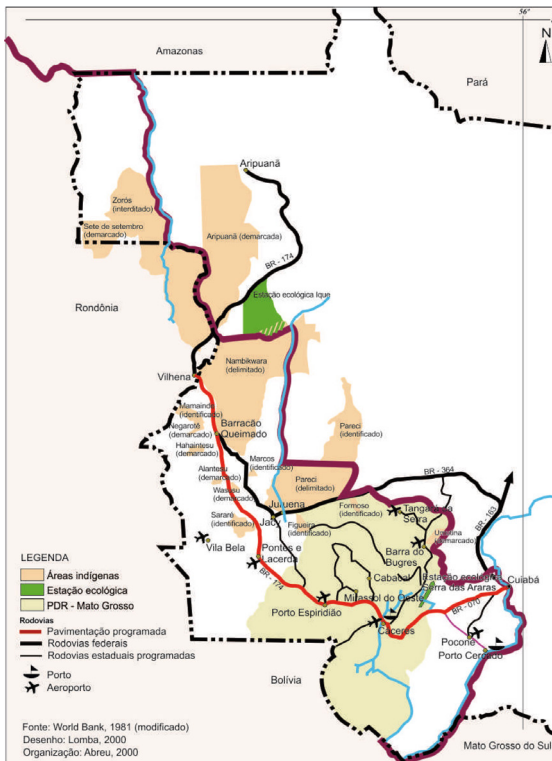 56°
N
Amazonas
Pará
Aripuanã
Zorós
(interditado)
Sete de setembro
(demarcado)
Aripuanã (demarcada)
BR - 174
Estação ecológica Ique
Rondônia
Nambikwara
(delimitado)
Vilhena
Mamaindê
(identificado)
Negarotê
(demarcado)
Hahaintesu
(demarcado)
Barracão
Queimado
Pareci
(identificado)
Marcos
(identificado)
Alantesu
(demarcado)
Wasusu
(demarcado)
Pareci
(delimitado)
BR - 364
Sararé
(identificado)
Juruena
Jaty
Figueira
(identificado)
Formoso
(identificado)
Tangará da
Serra
(demarcado)
BR - 163
Vila Bela
Pontes e
Lacerda
Barra do
Bugres
BR - 174
Cababal
Estação ecológica
Serra das Araras
Cuiabá
Mirassol do Oeste
Porto Espiridião
BR - 070
Cáceres
Poconé
Porto Cercado
Bolívia
Mato Grosso do Sul
LEGENDA
Áreas indígenas
Estação ecológica
PDR - Mato Grosso
Rodovias
Pavimentação programada
Rodovias federais
Rodovias estaduais programadas
Porto
Aeroporto
Fonte: World Bank, 1981 (modificado)
Desenho: Lomba, 2000
Organização: Abreu, 2000